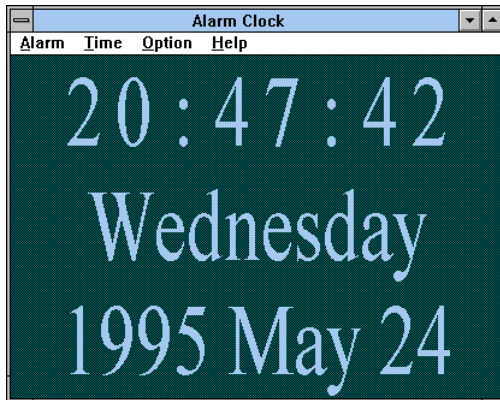 Alarm Clock
Alarm Time Option Help
20:47:42
Wednesday
1995 May 24